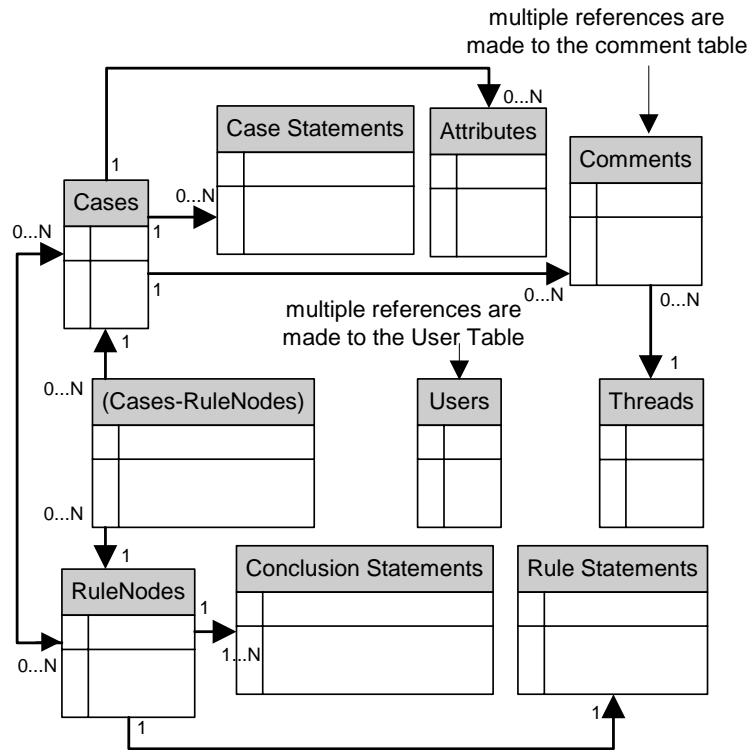 multiple references are
made to the comment table
0...N
0...N
Case Statements
Attributes
Comments
1
Cases
0...N
0...N
1
1
0...N
0...N
multiple references are
made to the User Table
1
1
0...N
(Cases-RuleNodes)
Users
Threads
0...N
1
RuleNodes
Conclusion Statements
Rule Statements
1
0...N
1...N
1
1